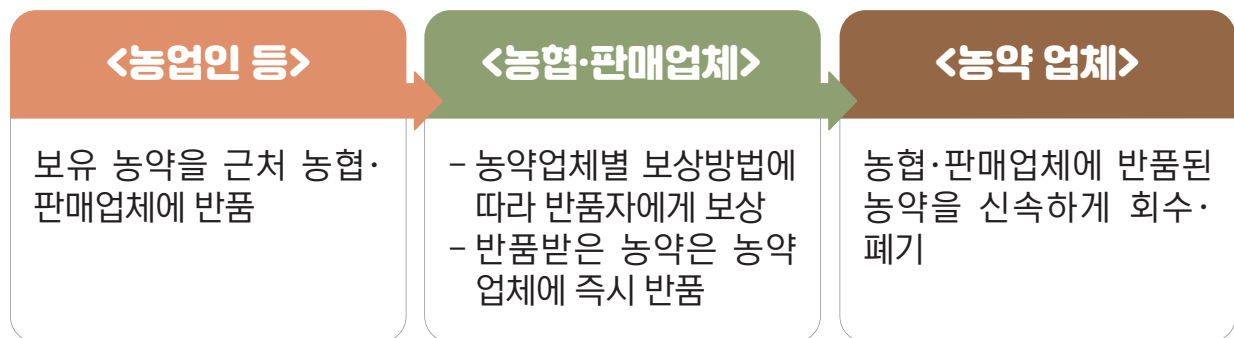 <농업인 등>
보유 농약을 근처 농협·
판매업체에 반품
<농협·판매업체>
– 농약업체별 보상방법에
따라 반품자에게 보상
– 반품받은 농약은 농약
업체에 즉시 반품
<농약 업체>
농협·판매업체에 반품된
농약을 신속하게 회수·
폐기